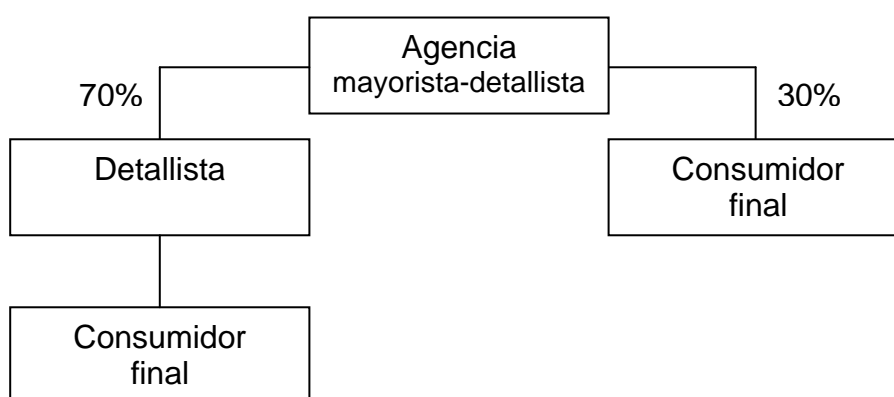 Agencia
mayorista-detallista
70%
30%
Detallista
Consumidor
final
Consumidor
final